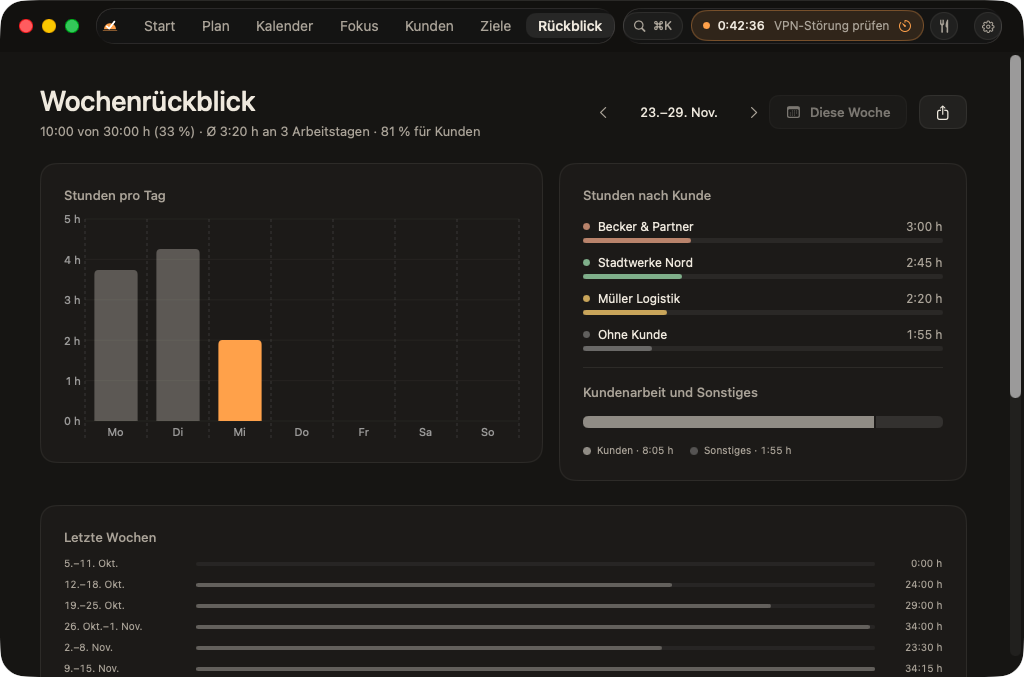 Start Plan Kalender Fokus Kunden Ziele Rückblick ⌘K 0:42:36 VPN-Störung prüfen
Wochenrückblick
10:00 von 30:00 h (33 %) · Ø 3:20 h an 3 Arbeitstagen · 81 % für Kunden
23.–29. Nov.
Diese Woche
Stunden pro Tag
5 h
4 h
3 h
2 h
1 h
0 h
Mo Di Mi Do Fr Sa So
Stunden nach Kunde
Becker & Partner 3:00 h
Stadtwerke Nord 2:45 h
Müller Logistik 2:20 h
Ohne Kunde 1:55 h
Kundenarbeit und Sonstiges
Kunden · 8:05 h Sonstiges · 1:55 h
Letzte Wochen
5.–11. Okt. 0:00 h
12.–18. Okt. 24:00 h
19.–25. Okt. 29:00 h
26. Okt.–1. Nov. 34:00 h
2.–8. Nov. 23:30 h
9.–15. Nov. 34:15 h